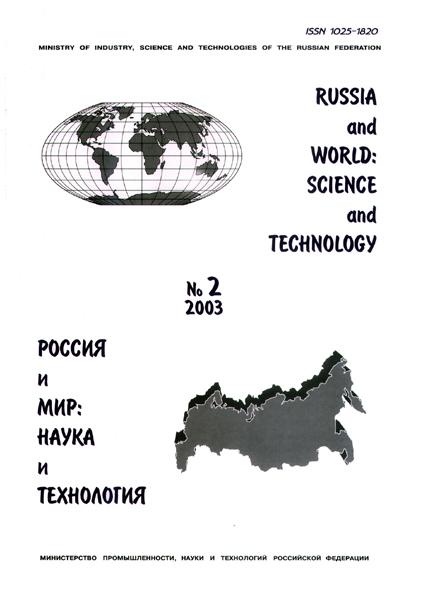 ISSN 1025-1820
MINISTRY OF INDUSTRY, SCIENCE AND TECHNOLOGIES OF THE RUSSIAN FEDERATION
RUSSIA
and
WORLD:
SCIENCE
and
TECHNOLOGY
No 2
2003
РОССИЯ
и
МИР:
НАУКА
и
ТЕХНОЛОГИЯ
МИНИСТЕРСТВО ПРОМЫШЛЕННОСТИ, НАУКИ И ТЕХНОЛОГИЙ РОССИЙСКОЙ ФЕДЕРАЦИИ